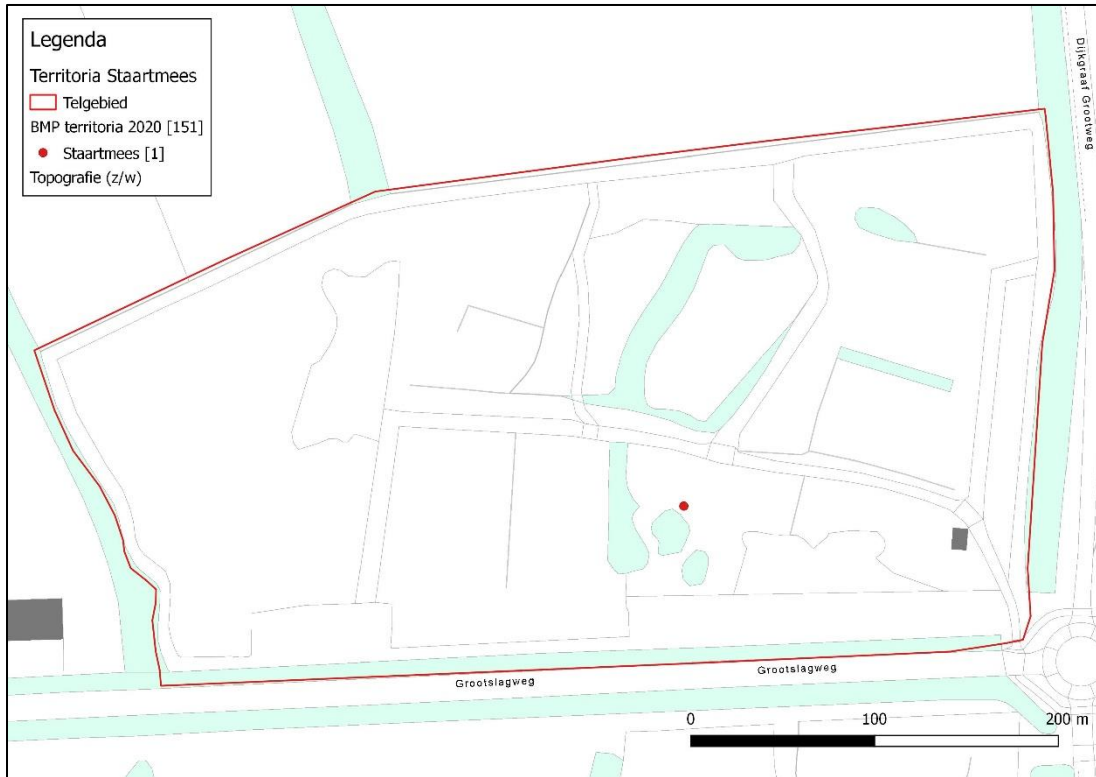 Legenda
Territoria Staartmees
Telgebied
BMP territoria 2020 [151]
Staartmees [1]
Topografie (z/w)
Dijkgraaf Grootweg
Grootslagweg
Grootslagweg
0 100 200 m